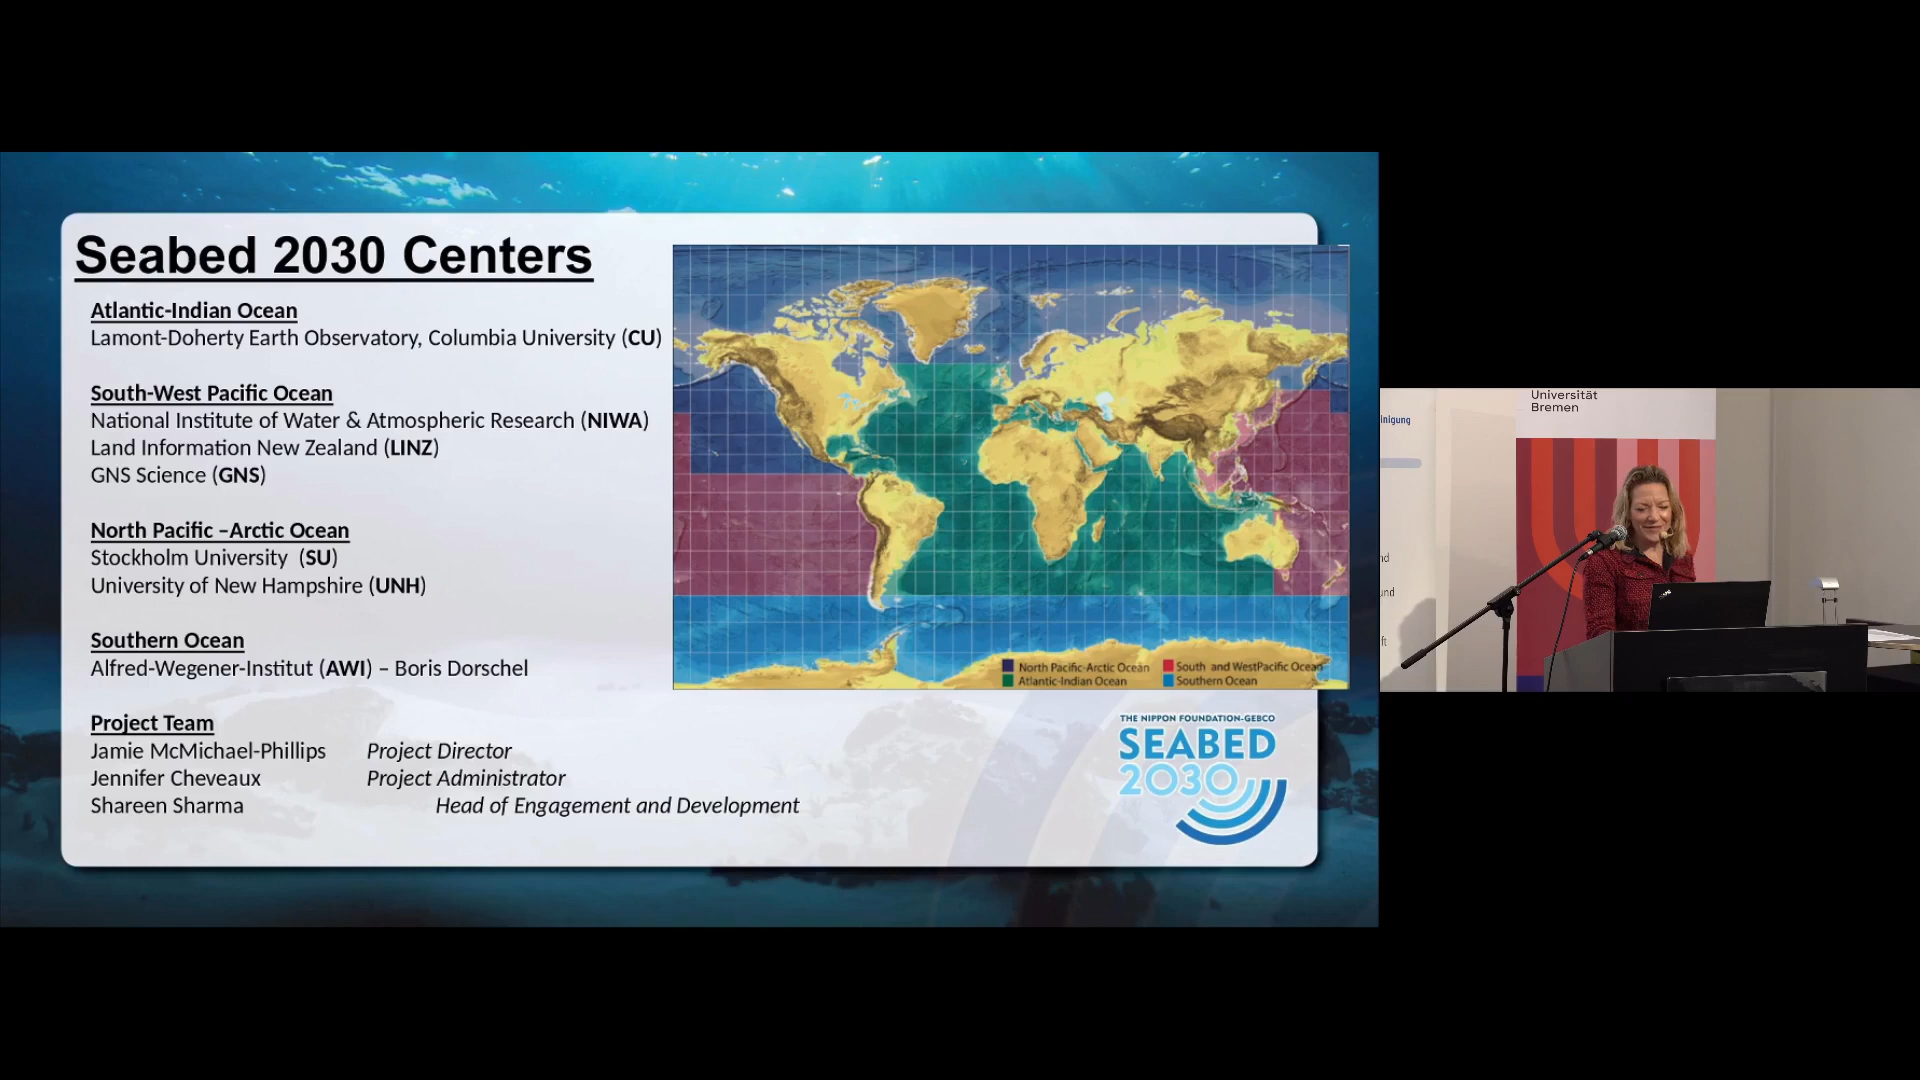 Seabed 2030 Centers
Atlantic-Indian Ocean
Lamont-Doherty Earth Observatory, Columbia University (CU)
South-West Pacific Ocean
National Institute of Water & Atmospheric Research (NIWA)
Land Information New Zealand (LINZ)
GNS Science (GNS)
North Pacific –Arctic Ocean
Stockholm University (SU)
University of New Hampshire (UNH)
Southern Ocean
Alfred-Wegener-Institut (AWI) – Boris Dorschel
Project Team
Jamie McMichael-Phillips Project Director
Jennifer Cheveaux Project Administrator
Shareen Sharma Head of Engagement and Development
North Pacific-Arctic Ocean South and WestPacific Ocean
Atlantic-Indian Ocean Southern Ocean
THE NIPPON FOUNDATION-GEBCO
SEABED
2030
Universität
Bremen
inigung
nd
und
ft